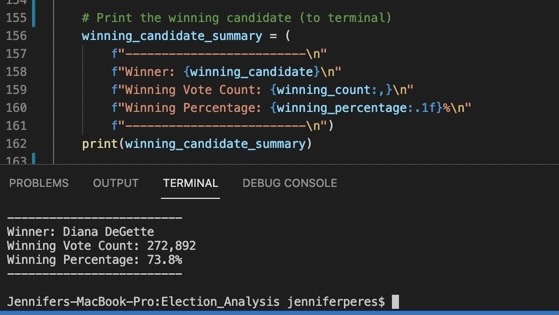 155 # Print the winning candidate (to terminal)
156 winning_candidate_summary = (
157 f"-------------------------\n"
158 f"Winner: {winning_candidate}\n"
159 f"Winning Vote Count: {winning_count:,}\n"
160 f"Winning Percentage: {winning_percentage:.1f}%\n"
161 f"-------------------------\n")
162 print(winning_candidate_summary)
163
PROBLEMS OUTPUT TERMINAL DEBUG CONSOLE
-------------------------
Winner: Diana DeGette
Winning Vote Count: 272,892
Winning Percentage: 73.8%
-------------------------
Jennifers-MacBook-Pro:Election_Analysis jenniferperes$